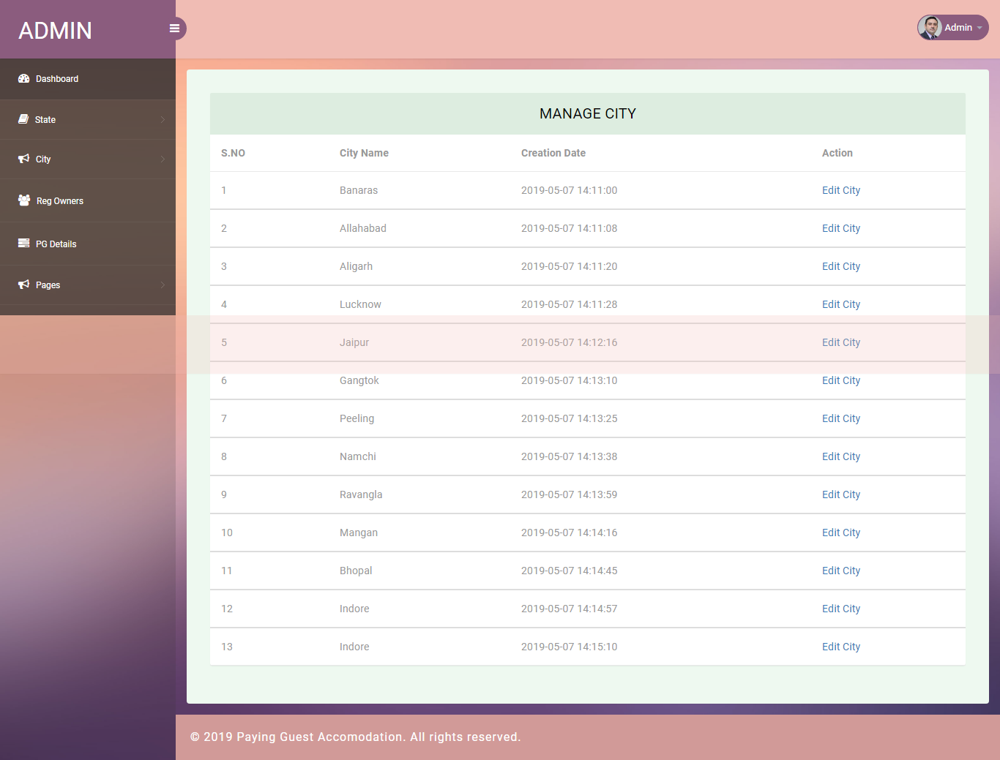 ADMIN
Admin
Dashboard
State
City
Reg Owners
PG Details
Pages
MANAGE CITY
S.NO City Name Creation Date Action
1 Banaras 2019-05-07 14:11:00 Edit City
2 Allahabad 2019-05-07 14:11:08 Edit City
3 Aligarh 2019-05-07 14:11:20 Edit City
4 Lucknow 2019-05-07 14:11:28 Edit City
5 Jaipur 2019-05-07 14:12:16 Edit City
6 Gangtok 2019-05-07 14:13:10 Edit City
7 Peeling 2019-05-07 14:13:25 Edit City
8 Namchi 2019-05-07 14:13:38 Edit City
9 Ravangla 2019-05-07 14:13:59 Edit City
10 Mangan 2019-05-07 14:14:16 Edit City
11 Bhopal 2019-05-07 14:14:45 Edit City
12 Indore 2019-05-07 14:14:57 Edit City
13 Indore 2019-05-07 14:15:10 Edit City
© 2019 Paying Guest Accomodation. All rights reserved.